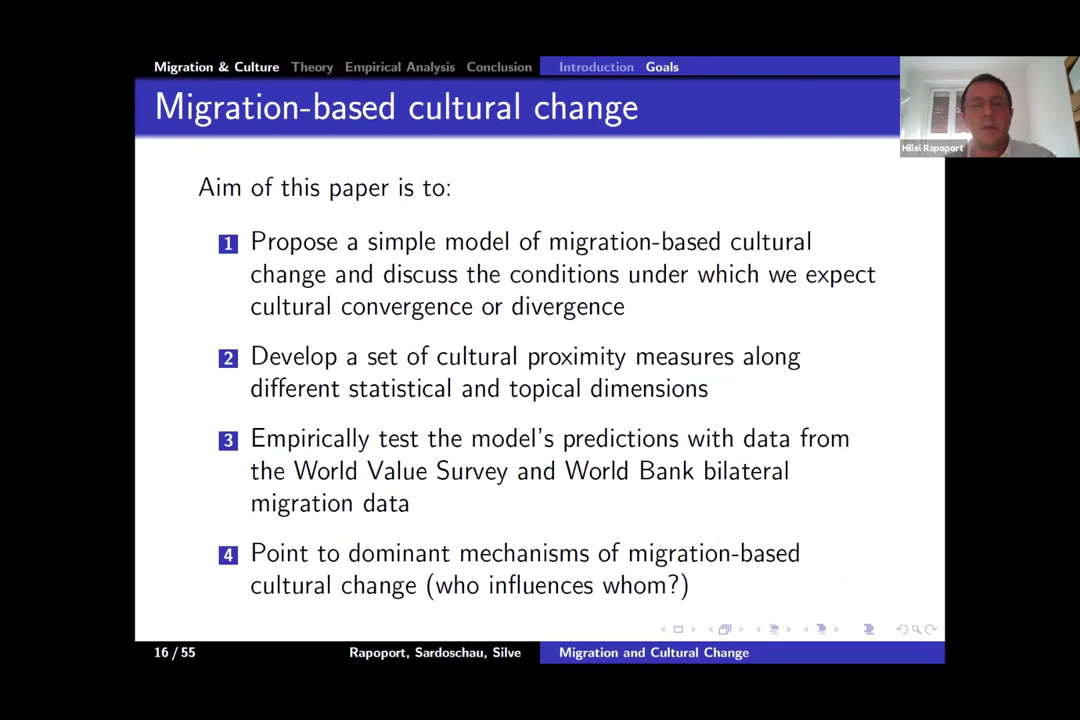 Migration & Culture Theory Empirical Analysis Conclusion Introduction Goals
Migration-based cultural change
Hillel Rapoport
Aim of this paper is to:
1 Propose a simple model of migration-based cultural
change and discuss the conditions under which we expect
cultural convergence or divergence
2 Develop a set of cultural proximity measures along
different statistical and topical dimensions
3 Empirically test the model's predictions with data from
the World Value Survey and World Bank bilateral
migration data
4 Point to dominant mechanisms of migration-based
cultural change (who influences whom?)
16 / 55 Rapoport, Sardoschau, Silve Migration and Cultural Change